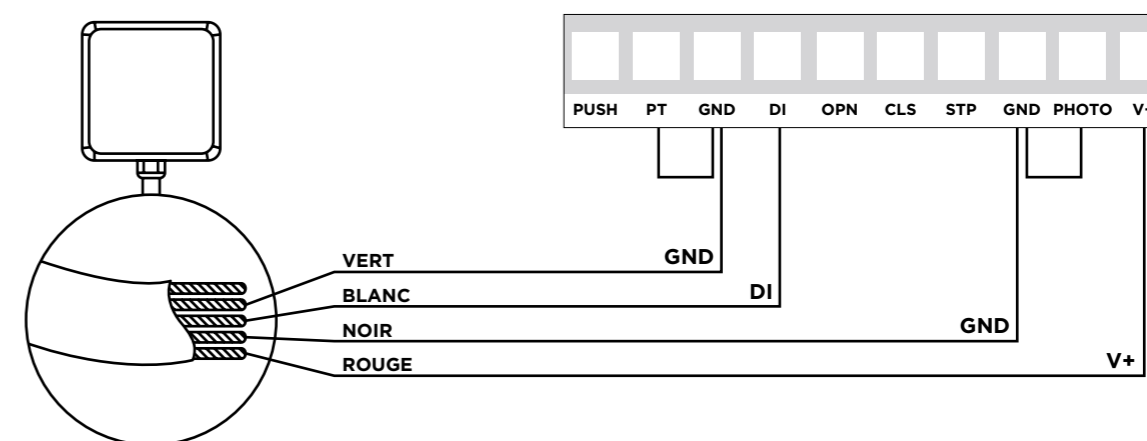 PUSH PT GND DI OPN CLS STP GND PHOTO V+
VERT GND
BLANC DI
NOIR GND
ROUGE V+